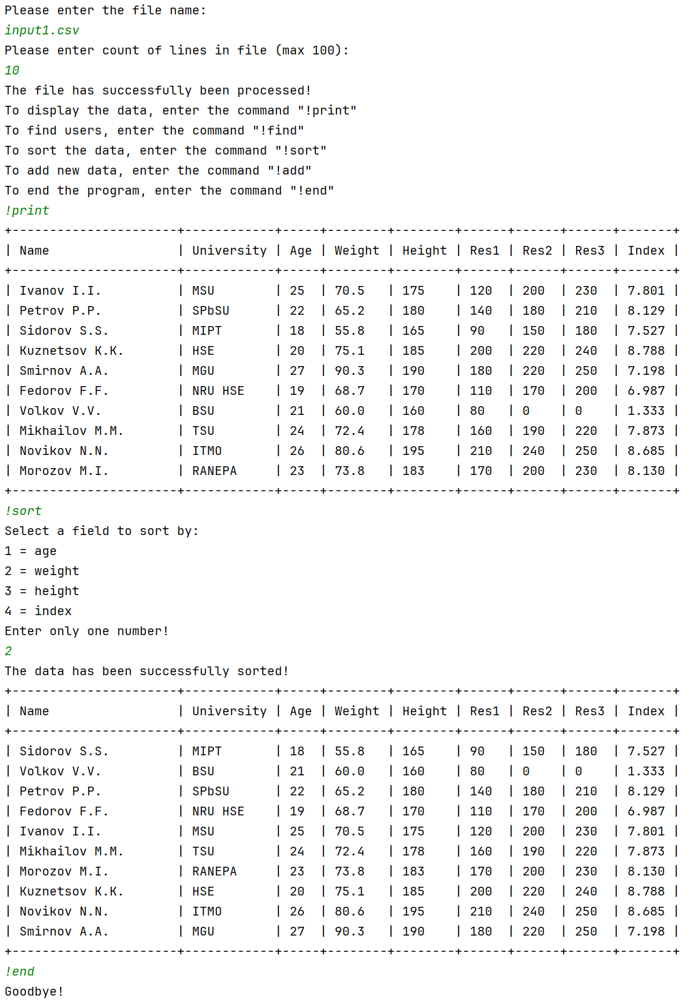 Please enter the file name:
input1.csv
Please enter count of lines in file (max 100):
10
The file has successfully been processed!
To display the data, enter the command "!print"
To find users, enter the command "!find"
To sort the data, enter the command "!sort"
To add new data, enter the command "!add"
To end the program, enter the command "!end"
!print
+----------------------+------------+-----+--------+--------+------+------+------+-------+
| Name                 | University | Age | Weight | Height | Res1 | Res2 | Res3 | Index |
+----------------------+------------+-----+--------+--------+------+------+------+-------+
| Ivanov I.I.          | MSU        | 25  | 70.5   | 175    | 120  | 200  | 230  | 7.801 |
| Petrov P.P.          | SPbSU      | 22  | 65.2   | 180    | 140  | 180  | 210  | 8.129 |
| Sidorov S.S.         | MIPT       | 18  | 55.8   | 165    | 90   | 150  | 180  | 7.527 |
| Kuznetsov K.K.       | HSE        | 20  | 75.1   | 185    | 200  | 220  | 240  | 8.788 |
| Smirnov A.A.         | MGU        | 27  | 90.3   | 190    | 180  | 220  | 250  | 7.198 |
| Fedorov F.F.         | NRU HSE    | 19  | 68.7   | 170    | 110  | 170  | 200  | 6.987 |
| Volkov V.V.          | BSU        | 21  | 60.0   | 160    | 80   | 0    | 0    | 1.333 |
| Mikhailov M.M.       | TSU        | 24  | 72.4   | 178    | 160  | 190  | 220  | 7.873 |
| Novikov N.N.         | ITMO       | 26  | 80.6   | 195    | 210  | 240  | 250  | 8.685 |
| Morozov M.I.         | RANEPA     | 23  | 73.8   | 183    | 170  | 200  | 230  | 8.130 |
+----------------------+------------+-----+--------+--------+------+------+------+-------+
!sort
Select a field to sort by:
1 = age
2 = weight
3 = height
4 = index
Enter only one number!
2
The data has been successfully sorted!
+----------------------+------------+-----+--------+--------+------+------+------+-------+
| Name                 | University | Age | Weight | Height | Res1 | Res2 | Res3 | Index |
+----------------------+------------+-----+--------+--------+------+------+------+-------+
| Sidorov S.S.         | MIPT       | 18  | 55.8   | 165    | 90   | 150  | 180  | 7.527 |
| Volkov V.V.          | BSU        | 21  | 60.0   | 160    | 80   | 0    | 0    | 1.333 |
| Petrov P.P.          | SPbSU      | 22  | 65.2   | 180    | 140  | 180  | 210  | 8.129 |
| Fedorov F.F.         | NRU HSE    | 19  | 68.7   | 170    | 110  | 170  | 200  | 6.987 |
| Ivanov I.I.          | MSU        | 25  | 70.5   | 175    | 120  | 200  | 230  | 7.801 |
| Mikhailov M.M.       | TSU        | 24  | 72.4   | 178    | 160  | 190  | 220  | 7.873 |
| Morozov M.I.         | RANEPA     | 23  | 73.8   | 183    | 170  | 200  | 230  | 8.130 |
| Kuznetsov K.K.       | HSE        | 20  | 75.1   | 185    | 200  | 220  | 240  | 8.788 |
| Novikov N.N.         | ITMO       | 26  | 80.6   | 195    | 210  | 240  | 250  | 8.685 |
| Smirnov A.A.         | MGU        | 27  | 90.3   | 190    | 180  | 220  | 250  | 7.198 |
+----------------------+------------+-----+--------+--------+------+------+------+-------+
!end
Goodbye!